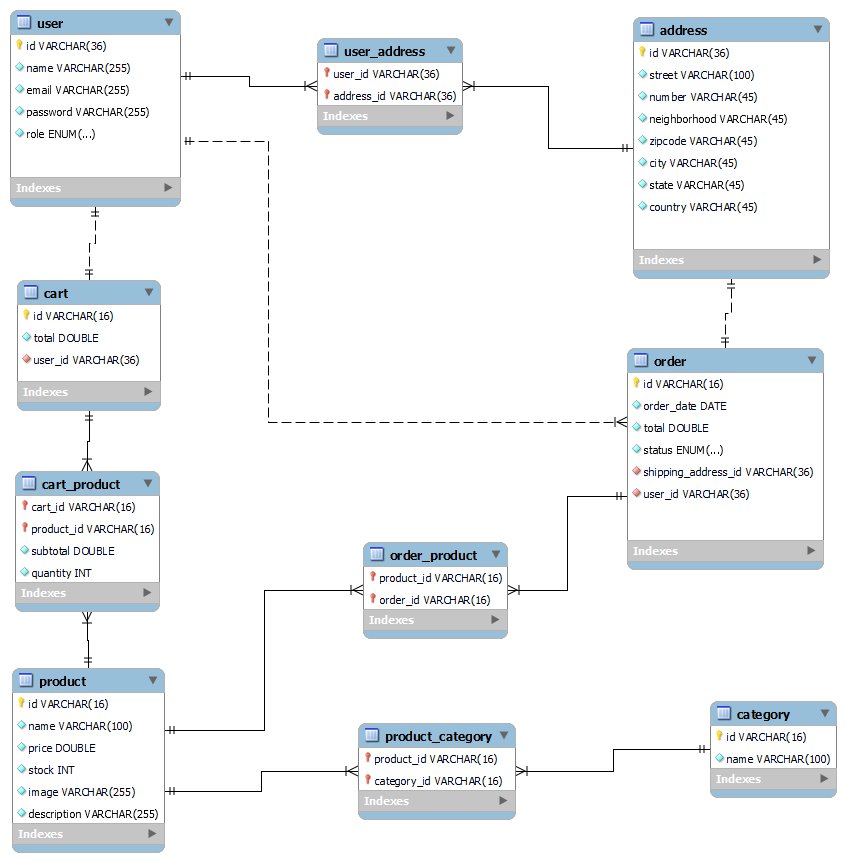 user
id VARCHAR(36)
name VARCHAR(255)
email VARCHAR(255)
password VARCHAR(255)
role ENUM(...)
Indexes
user_address
user_id VARCHAR(36)
address_id VARCHAR(36)
Indexes
address
id VARCHAR(36)
street VARCHAR(100)
number VARCHAR(45)
neighborhood VARCHAR(45)
zipcode VARCHAR(45)
city VARCHAR(45)
state VARCHAR(45)
country VARCHAR(45)
Indexes
cart
id VARCHAR(16)
total DOUBLE
user_id VARCHAR(36)
Indexes
order
id VARCHAR(16)
order_date DATE
total DOUBLE
status ENUM(...)
shipping_address_id VARCHAR(36)
user_id VARCHAR(36)
Indexes
cart_product
cart_id VARCHAR(16)
product_id VARCHAR(16)
subtotal DOUBLE
quantity INT
Indexes
order_product
product_id VARCHAR(16)
order_id VARCHAR(16)
Indexes
product
id VARCHAR(16)
name VARCHAR(100)
price DOUBLE
stock INT
image VARCHAR(255)
description VARCHAR(255)
Indexes
product_category
product_id VARCHAR(16)
category_id VARCHAR(16)
Indexes
category
id VARCHAR(16)
name VARCHAR(100)
Indexes